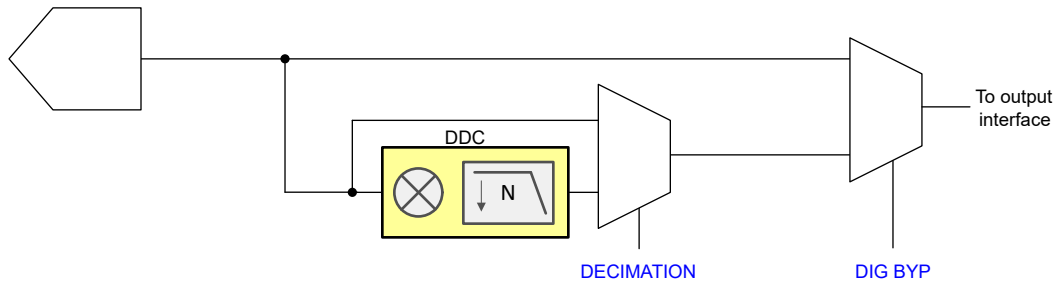 To output
interface
DDC
N
DECIMATION
DIG BYP